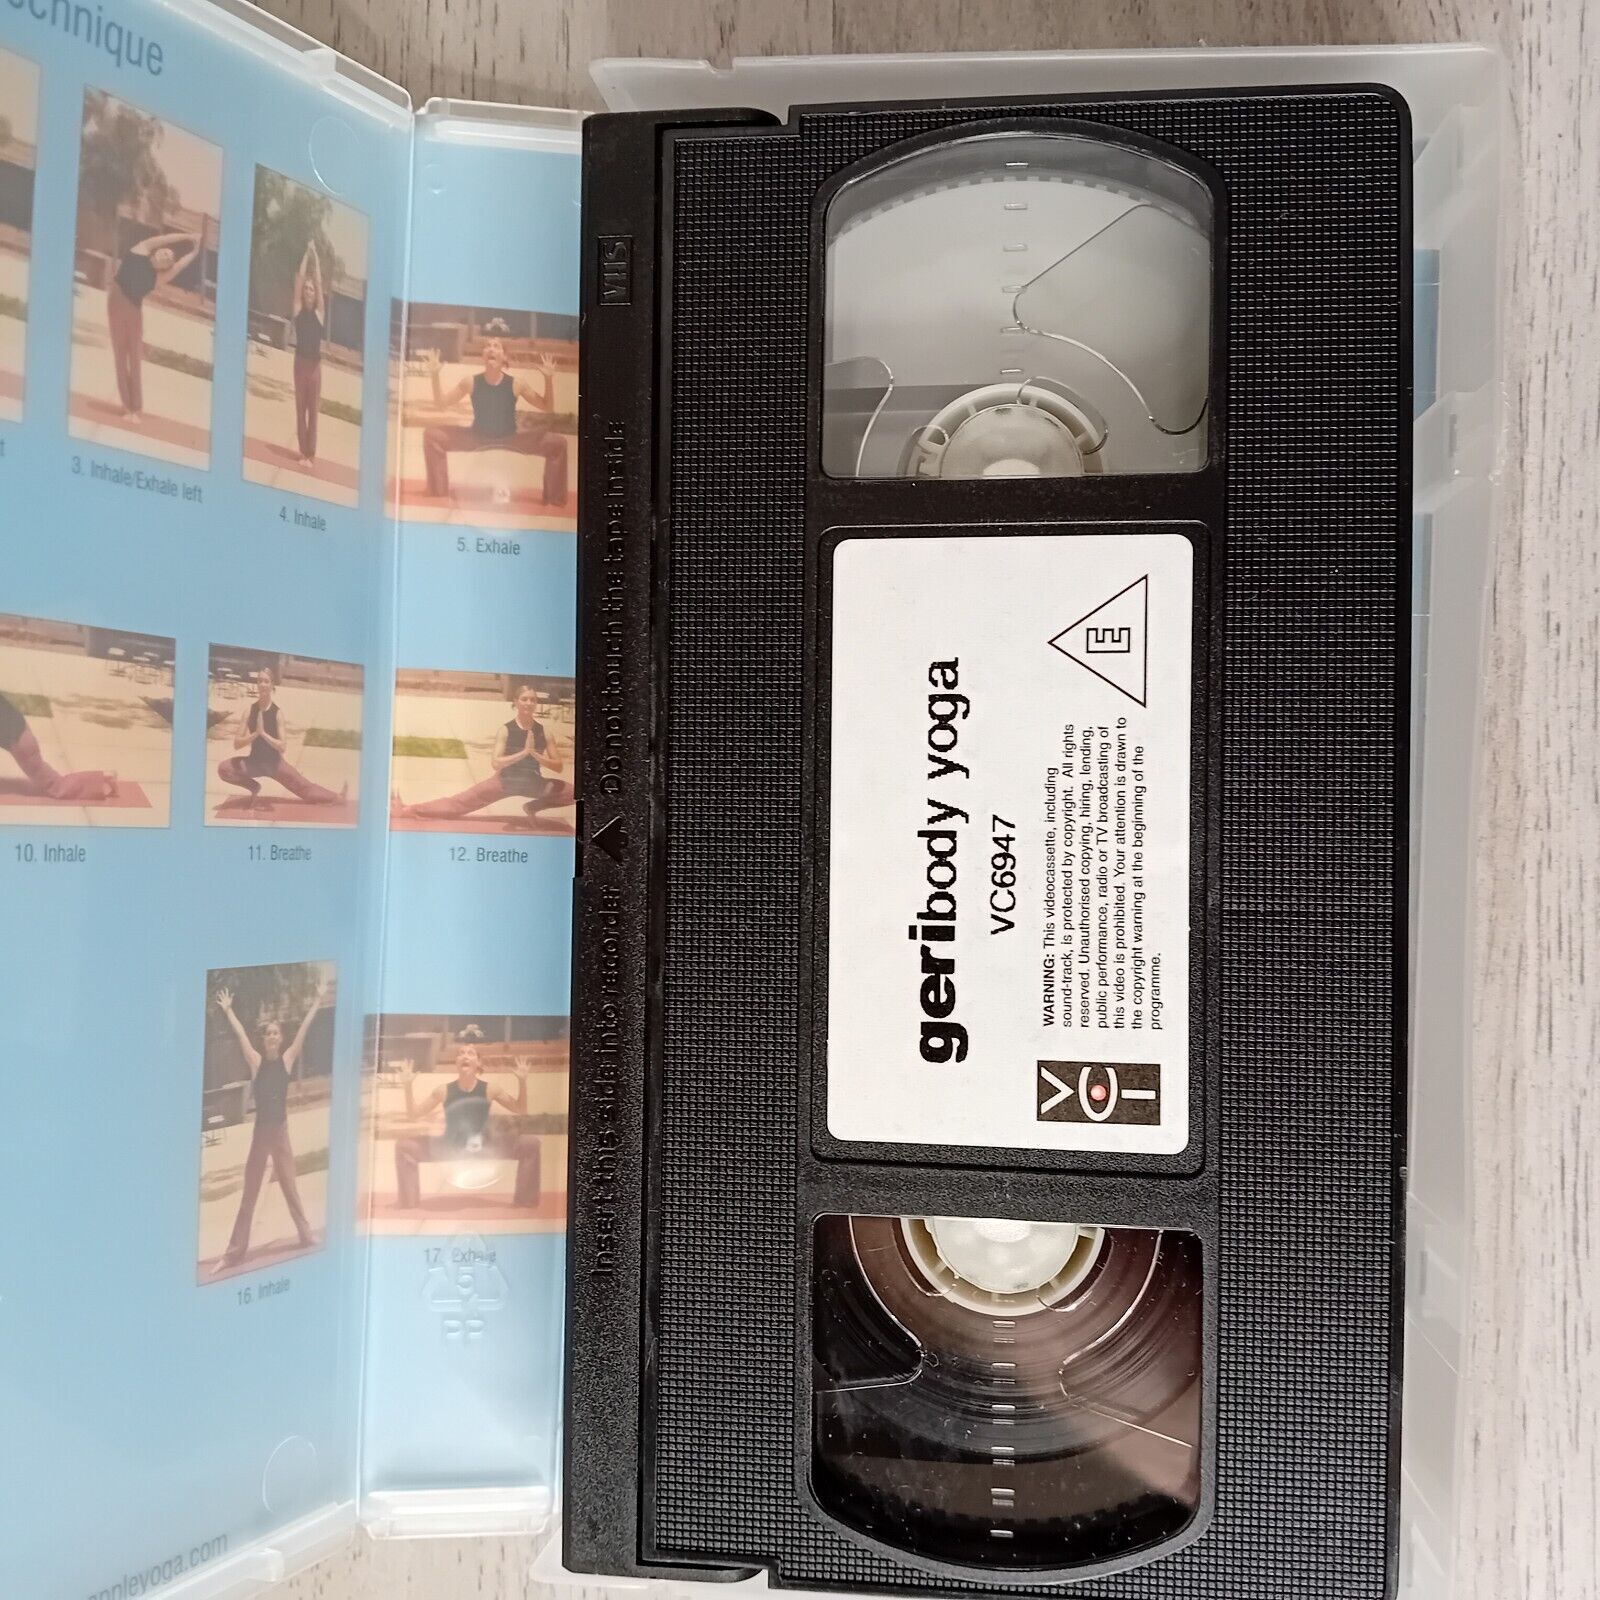 3. Inhale/Exhale left
4. Inhale
5. Exhale
10. Inhale
11. Breathe
12. Breathe
16. Inhale
17. Exhale
5
PP
VHS
Insert this side into recorder ▲ Do not touch the tape inside
geribody yoga
VC6947
WARNING: This videocassette, including
sound-track, is protected by copyright. All rights
reserved. Unauthorised copying, hiring, lending,
public performance, radio or TV broadcasting of
this video is prohibited. Your attention is drawn to
the copyright warning at the beginning of the
programme.
VCI
E